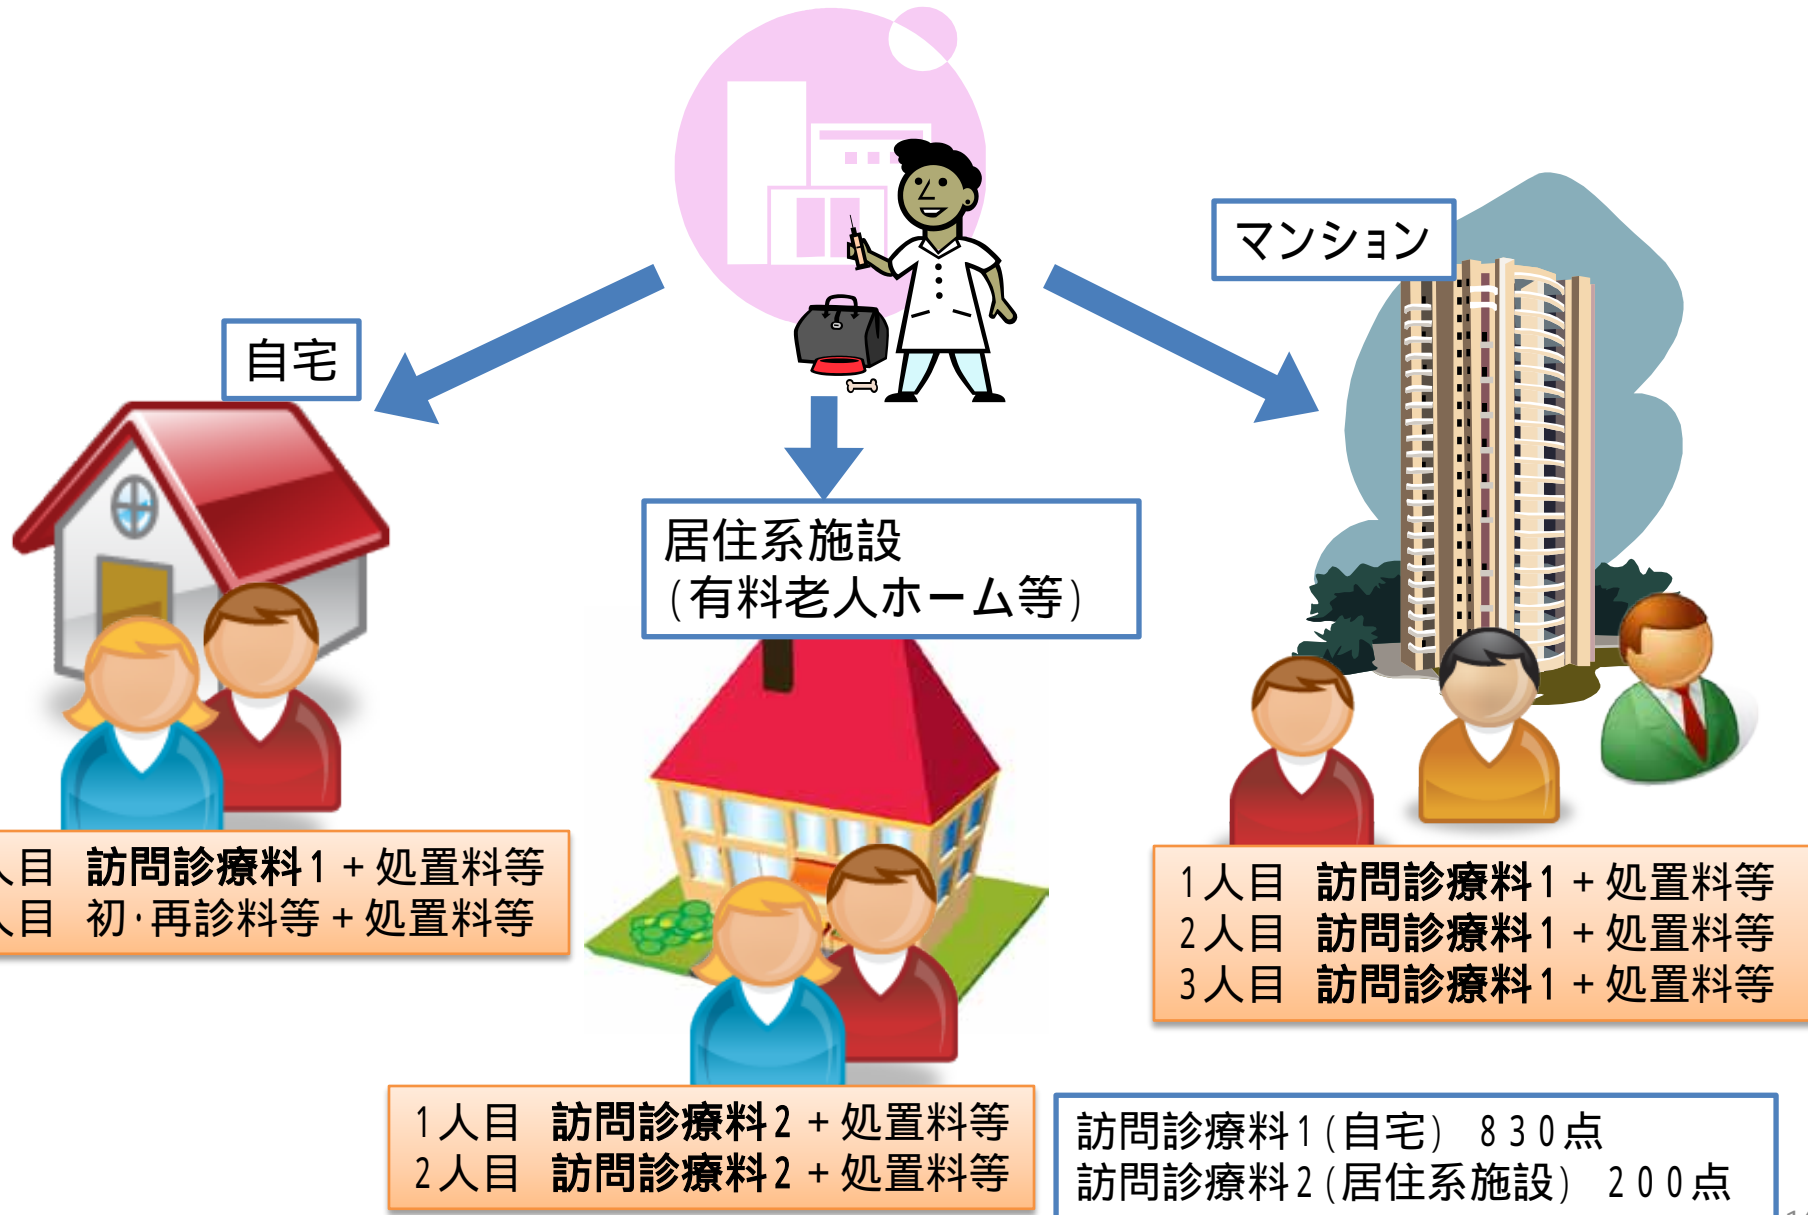 マンション
自宅
居住系施設
(有料老人ホーム等)
人目 訪問診療料1+処置料等
人目 初・再診料等+処置料等
1人目 訪問診療料1+処置料等
2人目 訪問診療料1+処置料等
3人目 訪問診療料1+処置料等
1人目 訪問診療料2+処置料等
2人目 訪問診療料2+処置料等
訪問診療料1(自宅) 830点
訪問診療料2(居住系施設) 200点